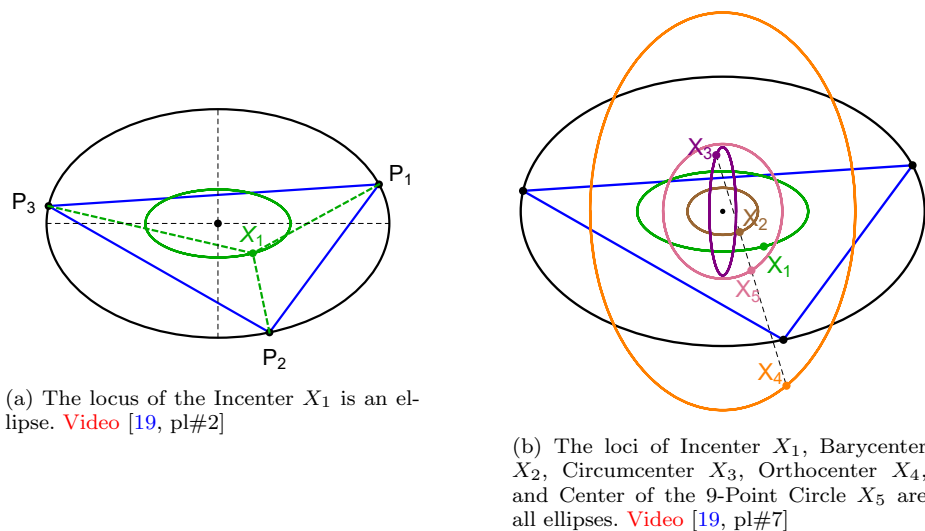 P₁
P₃
X₁
P₂
(a) The locus of the Incenter X₁ is an el-
lipse. Video [19, pl#2]
X₃
X₂
X₁
X₅
X₄
(b) The loci of Incenter X₁, Barycenter
X₂, Circumcenter X₃, Orthocenter X₄,
and Center of the 9-Point Circle X₅ are
all ellipses. Video [19, pl#7]